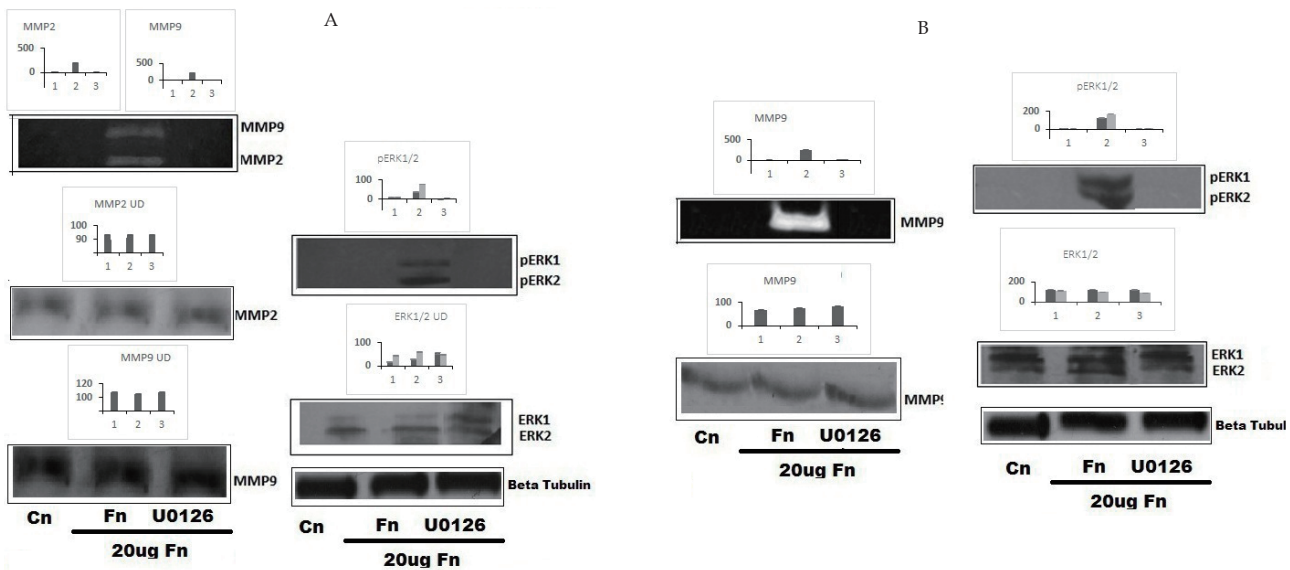 A
MMP2
500
0
1 2 3
MMP9
500
0
1 2 3
MMP9
MMP2
MMP2 UD
100
90
1 2 3
MMP2
MMP9 UD
120
100
1 2 3
MMP9
Cn Fn U0126
20ug Fn
pERK1/2
100
0
1 2 3
pERK1
pERK2
ERK1/2 UD
100
0
1 2 3
ERK1
ERK2
Beta Tubulin
Cn Fn U0126
20ug Fn
B
MMP9
500
0
1 2 3
MMP9
MMP9
100
0
1 2 3
MMP9
Cn Fn U0126
20ug Fn
pERK1/2
200
0
1 2 3
pERK1
pERK2
ERK1/2
200
0
1 2 3
ERK1
ERK2
Beta Tubul
Cn Fn U0126
20ug Fn